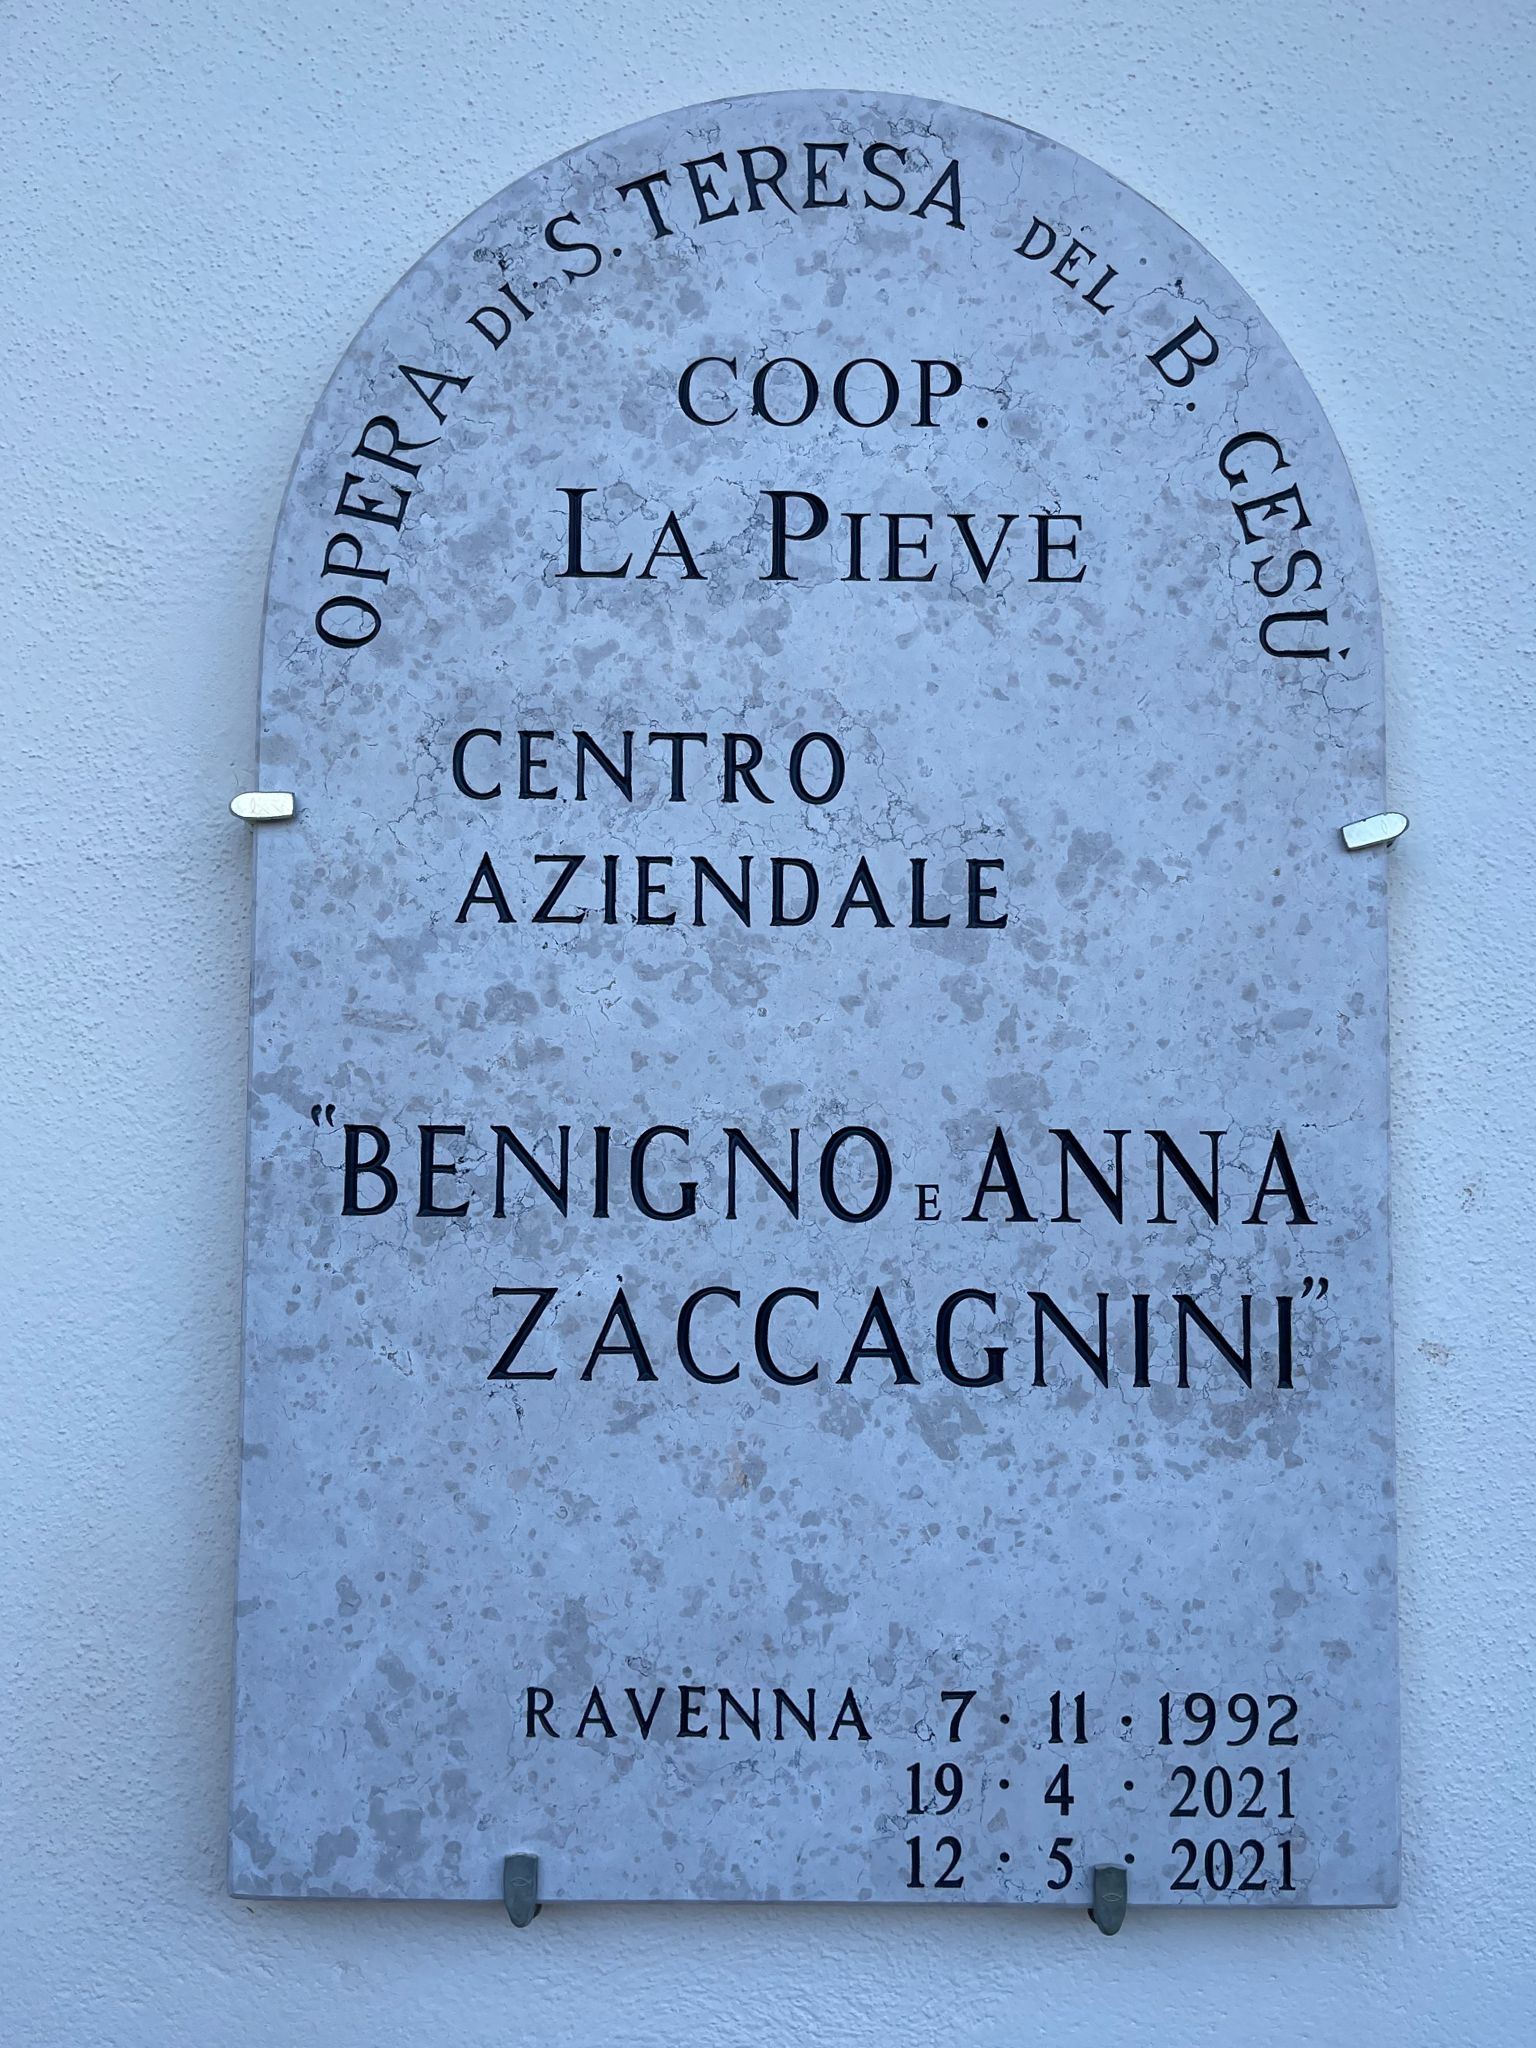 OPERA DI S. TERESA DEL B. GESÙ
COOP.
LA PIEVE
CENTRO
AZIENDALE
“BENIGNO E ANNA
ZACCAGNINI”
RAVENNA 7 · 11 · 1992
19 · 4 · 2021
12 · 5 · 2021